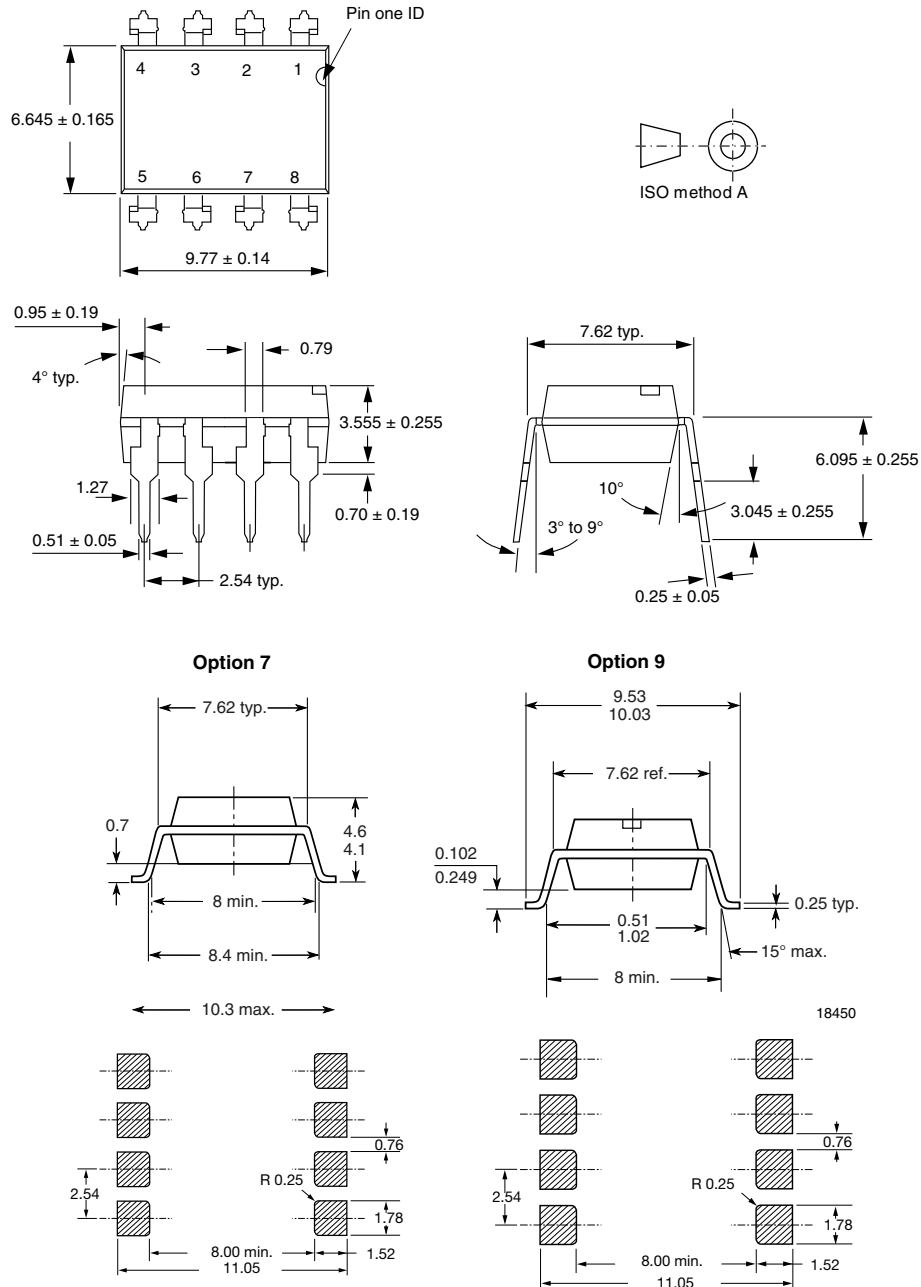 Pin one ID
4 3 2 1
6.645 ± 0.165
5 6 7 8
ISO method A
9.77 ± 0.14
0.95 ± 0.19
7.62 typ.
0.79
4° typ.
3.555 ± 0.255
6.095 ± 0.255
1.27
10°
3.045 ± 0.255
0.70 ± 0.19
3° to 9°
0.51 ± 0.05
2.54 typ.
0.25 ± 0.05
Option 7
7.62 typ.
0.7
4.6
4.1
8 min.
8.4 min.
10.3 max.
0.76
2.54
R 0.25
1.78
8.00 min.
1.52
11.05
Option 9
9.53
10.03
7.62 ref.
0.102
0.249
0.25 typ.
0.51
1.02
15° max.
8 min.
18450
0.76
2.54
R 0.25
1.78
8.00 min.
1.52
11.05